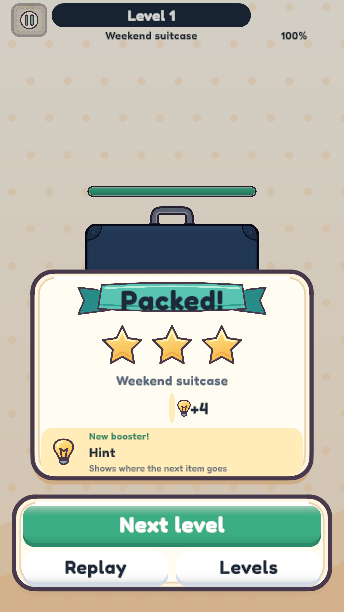 Level 1
Weekend suitcase 100%
Packed!
Weekend suitcase
+4
New booster!
Hint
Shows where the next item goes
Next level
Replay Levels